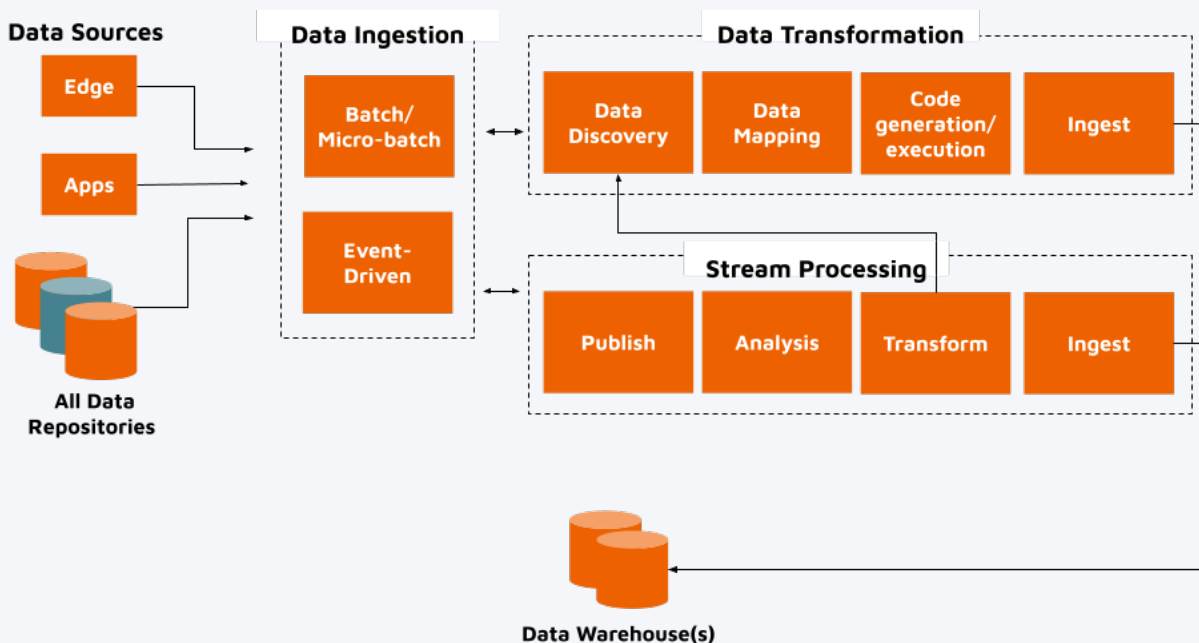 Data Sources
Edge
Apps
All Data
Repositories
Data Ingestion
Batch/
Micro-batch
Event-
Driven
Data Transformation
Data
Discovery
Data
Mapping
Code
generation/
execution
Ingest
Stream Processing
Publish
Analysis
Transform
Ingest
Data Warehouse(s)